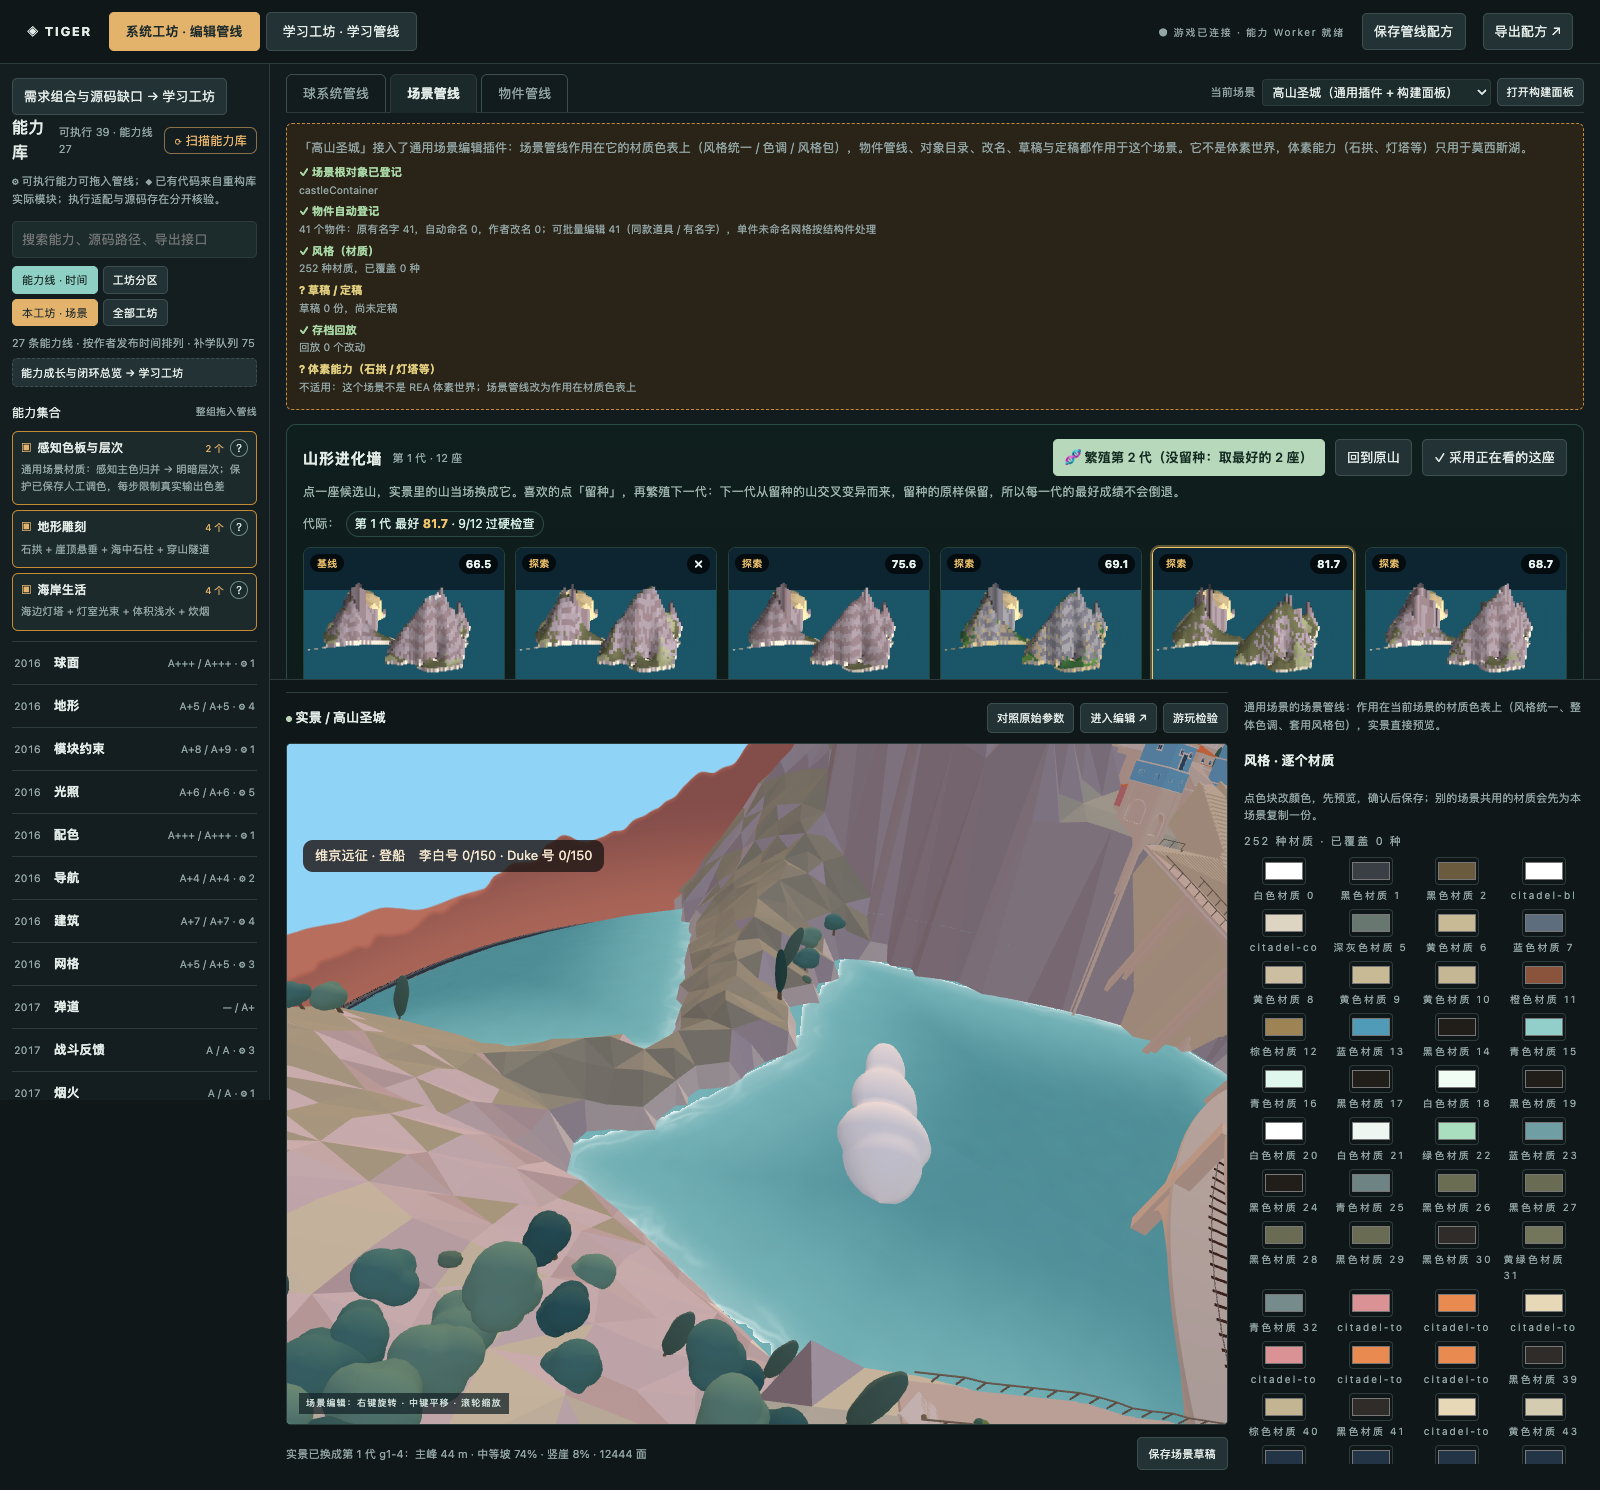 ◈ TIGER
系统工坊 · 编辑管线
学习工坊 · 学习管线
游戏已连接 · 能力 Worker 就绪
保存管线配方
导出配方 ↗
需求组合与源码缺口 → 学习工坊
能力库
可执行 39 · 能力线 27
⟳ 扫描能力库
⚙ 可执行能力可拖入管线；◆ 已有代码来自重构库实际模块；执行适配与源码存在分开核验。
搜索能力、源码路径、导出接口
能力线 · 时间
工坊分区
本工坊 · 场景
全部工坊
27 条能力线 · 按作者发布时间排列 · 补学队列 75
能力成长与闭环总览 → 学习工坊
能力集合
整组拖入管线
▣ 感知色板与层次 2 个 ?
通用场景材质：感知主色归并 → 明暗层次；保护已保存人工调色，每步限制真实输出色差
▣ 地形雕刻 4 个 ?
石拱 + 崖顶悬垂 + 海中石柱 + 穿山隧道
▣ 海岸生活 4 个 ?
海边灯塔 + 灯室光束 + 体积浅水 + 炊烟
2016 球面 A+++ / A+++ · ⚙ 1
2016 地形 A+5 / A+5 · ⚙ 4
2016 模块约束 A+8 / A+9 · ⚙ 1
2016 光照 A+6 / A+6 · ⚙ 5
2016 配色 A+++ / A+++ · ⚙ 1
2016 导航 A+4 / A+4 · ⚙ 2
2016 建筑 A+7 / A+7 · ⚙ 4
2016 网格 A+5 / A+5 · ⚙ 3
2017 弹道 — / A+
2017 战斗反馈 A / A · ⚙ 3
2017 烟火 A / A · ⚙ 1
球系统管线
场景管线
物件管线
当前场景
高山圣城（通用插件 + 构建面板）
打开构建面板
「高山圣城」接入了通用场景编辑插件：场景管线作用在它的材质色表上（风格统一 / 色调 / 风格包），物件管线、对象目录、改名、草稿与定稿都作用于这个场景。它不是体素世界，体素能力（石拱、灯塔等）只用于莫西斯湖。
✓ 场景根对象已登记
castleContainer
✓ 物件自动登记
41 个物件：原有名字 41，自动命名 0，作者改名 0；可批量编辑 41（同款道具 / 有名字），单件未命名网格按结构件处理
✓ 风格（材质）
252 种材质，已覆盖 0 种
? 草稿 / 定稿
草稿 0 份，尚未定稿
✓ 存档回放
回放 0 个改动
? 体素能力（石拱 / 灯塔等）
不适用：这个场景不是 REA 体素世界；场景管线改为作用在材质色表上
山形进化墙 第 1 代 · 12 座
🧬 繁殖第 2 代（没留种：取最好的 2 座）
回到原山
✓ 采用正在看的这座
点一座候选山，实景里的山当场换成它。喜欢的点「留种」，再繁殖下一代：下一代从留种的山交叉变异而来，留种的原样保留，所以每一代的最好成绩不会倒退。
代际：
第 1 代 最好 81.7 · 9/12 过硬检查
基线 66.5
探索 ✕
探索 75.6
探索 69.1
探索 81.7
探索 68.7
实景 / 高山圣城
对照原始参数
进入编辑 ↗
游玩检验
维京远征 · 登船 李白号 0/150 · Duke 号 0/150
场景编辑：右键旋转 · 中键平移 · 滚轮缩放
实景已换成第 1 代 g1-4：主峰 44 m · 中等坡 74% · 竖崖 8% · 12444 面
保存场景草稿
通用场景的场景管线：作用在当前场景的材质色表上（风格统一、整体色调、套用风格包），实景直接预览。
风格 · 逐个材质
点色块改颜色，先预览，确认后保存；别的场景共用的材质会先为本场景复制一份。
252 种材质 · 已覆盖 0 种
白色材质 0 黑色材质 1 黑色材质 2 citadel-bl
citadel-co 深灰色材质 5 黄色材质 6 蓝色材质 7
黄色材质 8 黄色材质 9 黄色材质 10 橙色材质 11
棕色材质 12 蓝色材质 13 黑色材质 14 青色材质 15
青色材质 16 黑色材质 17 白色材质 18 黑色材质 19
白色材质 20 白色材质 21 绿色材质 22 蓝色材质 23
黑色材质 24 青色材质 25 黑色材质 26 黑色材质 27
黑色材质 28 黑色材质 29 黑色材质 30 黄绿色材质 31
青色材质 32 citadel-to citadel-to citadel-to
citadel-to citadel-to citadel-to 黑色材质 39
棕色材质 40 黑色材质 41 citadel-to 黄色材质 43